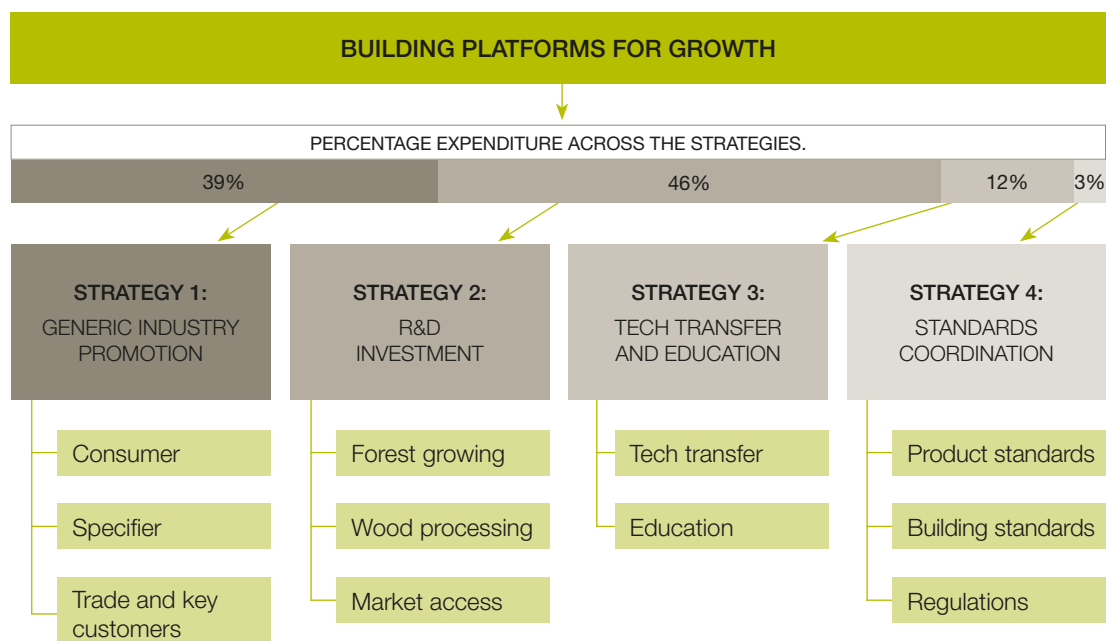 BUILDING PLATFORMS FOR GROWTH
PERCENTAGE EXPENDITURE ACROSS THE STRATEGIES.
39%
46%
12%
3%
STRATEGY 1:
GENERIC INDUSTRY
PROMOTION
STRATEGY 2:
R&D
INVESTMENT
STRATEGY 3:
TECH TRANSFER
AND EDUCATION
STRATEGY 4:
STANDARDS
COORDINATION
Consumer
Specifier
Trade and key
customers
Forest growing
Wood processing
Market access
Tech transfer
Education
Product standards
Building standards
Regulations